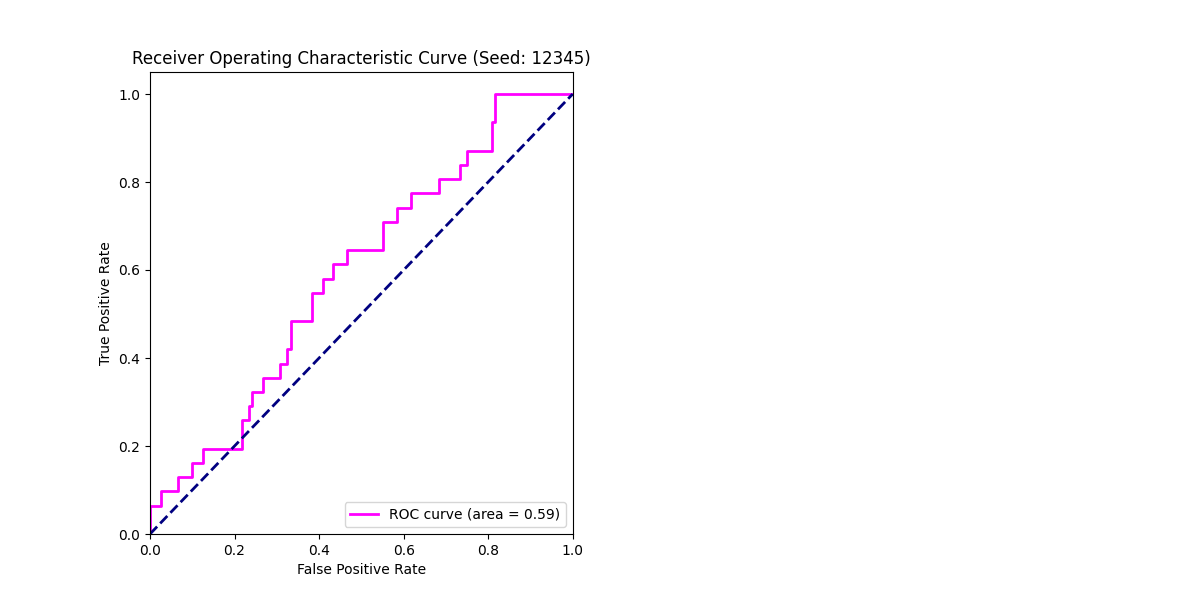 Receiver Operating Characteristic Curve (Seed: 12345)
1.0
0.8
0.6
0.4
0.2
0.0
True Positive Rate
ROC curve (area = 0.59)
0.0 0.2 0.4 0.6 0.8 1.0
False Positive Rate